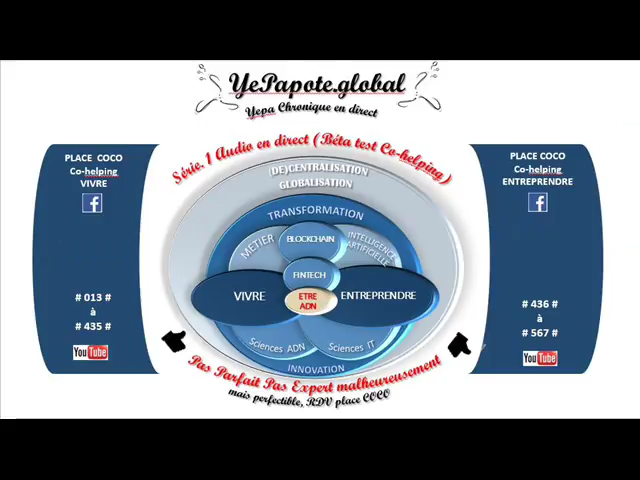 YePapote.global
Yepa Chronique en direct
Série. 1 Audio en direct ( Béta test Co-helping)
PLACE COCO
Co-helping
VIVRE
# 013 #
à
# 435 #
YouTube
(DE)CENTRALISATION
GLOBALISATION
TRANSFORMATION
METIER
BLOCKCHAIN
INTELLIGENCE
ARTIFICIELLE
FINTECH
VIVRE
ETRE
ADN
ENTREPRENDRE
Sciences ADN
Sciences IT
INNOVATION
PLACE COCO
Co-helping
ENTREPRENDRE
# 436 #
à
# 567 #
YouTube
Pas Parfait Pas Expert malheureusement
mais perfectible, RDV place COCO